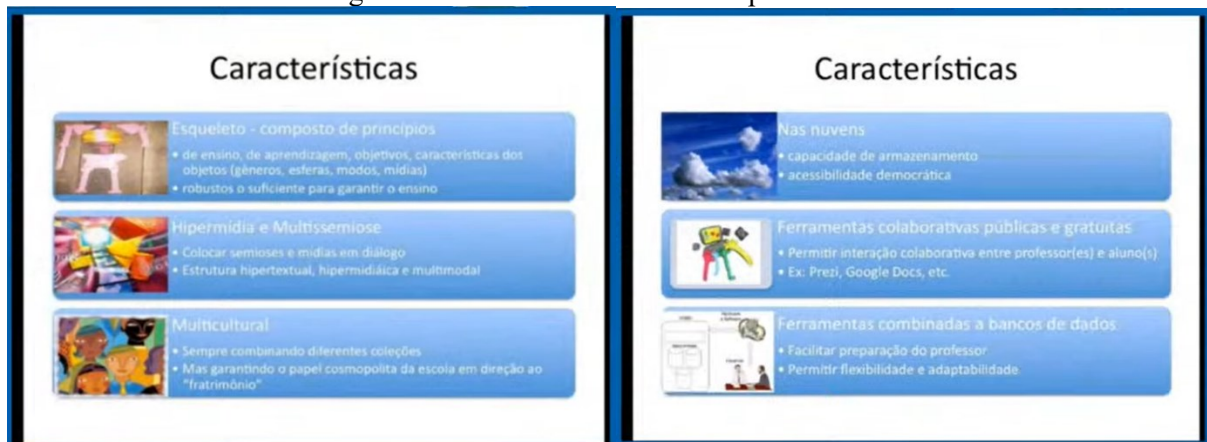 Características
Esqueleto - composto de princípios
• de ensino, de aprendizagem, objetivos, características dos
objetos (gêneros, esferas, modos, mídias)
• robustos o suficiente para garantir o ensino
Hipermídia e Multissemiose
• Colocar semioses e mídias em diálogo
• Estrutura hipertextual, hipermidiáica e multimodal
Multicultural
• Sempre combinando diferentes coleções
• Mas garantindo o papel cosmopolita da escola em direção ao
"fratrimônio"
Características
Nas nuvens
• capacidade de armazenamento
• acessibilidade democrática
Ferramentas colaborativas públicas e gratuitas
• Permitir interação colaborativa entre professor(es) e aluno(s)
• Ex: Prezi, Google Docs, etc.
Ferramentas combinadas a bancos de dados
• Facilitar preparação do professor
• Permitir flexibilidade e adaptabilidade